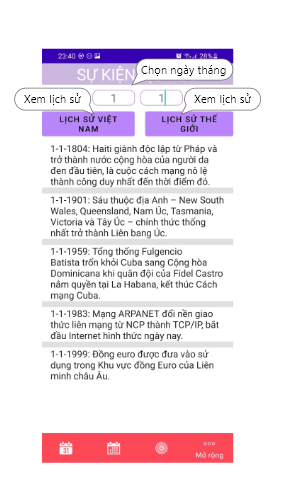 23:40
28%
SỰ KIỆN
Chọn ngày tháng
Xem lịch sử
1
1
Xem lịch sử
LỊCH SỬ VIỆT
NAM
LỊCH SỬ THẾ
GIỚI
1-1-1804: Haiti giành độc lập từ Pháp và
trở thành nước cộng hòa của người da
đen đầu tiên, là cuộc cách mạng nô lệ
thành công duy nhất đến thời điểm đó.
1-1-1901: Sáu thuộc địa Anh – New South
Wales, Queensland, Nam Úc, Tasmania,
Victoria và Tây Úc – chính thức thống
nhất trở thành Liên bang Úc.
1-1-1959: Tổng thống Fulgencio
Batista trốn khỏi Cuba sang Cộng hòa
Dominicana khi quân đội của Fidel Castro
nắm quyền tại La Habana, kết thúc Cách
mạng Cuba.
1-1-1983: Mạng ARPANET đổi nền giao
thức liên mạng từ NCP thành TCP/IP, bắt
đầu Internet hình thức ngày nay.
1-1-1999: Đồng euro được đưa vào sử
dụng trong Khu vực đồng Euro của Liên
minh châu Âu.
31
Mở rộng